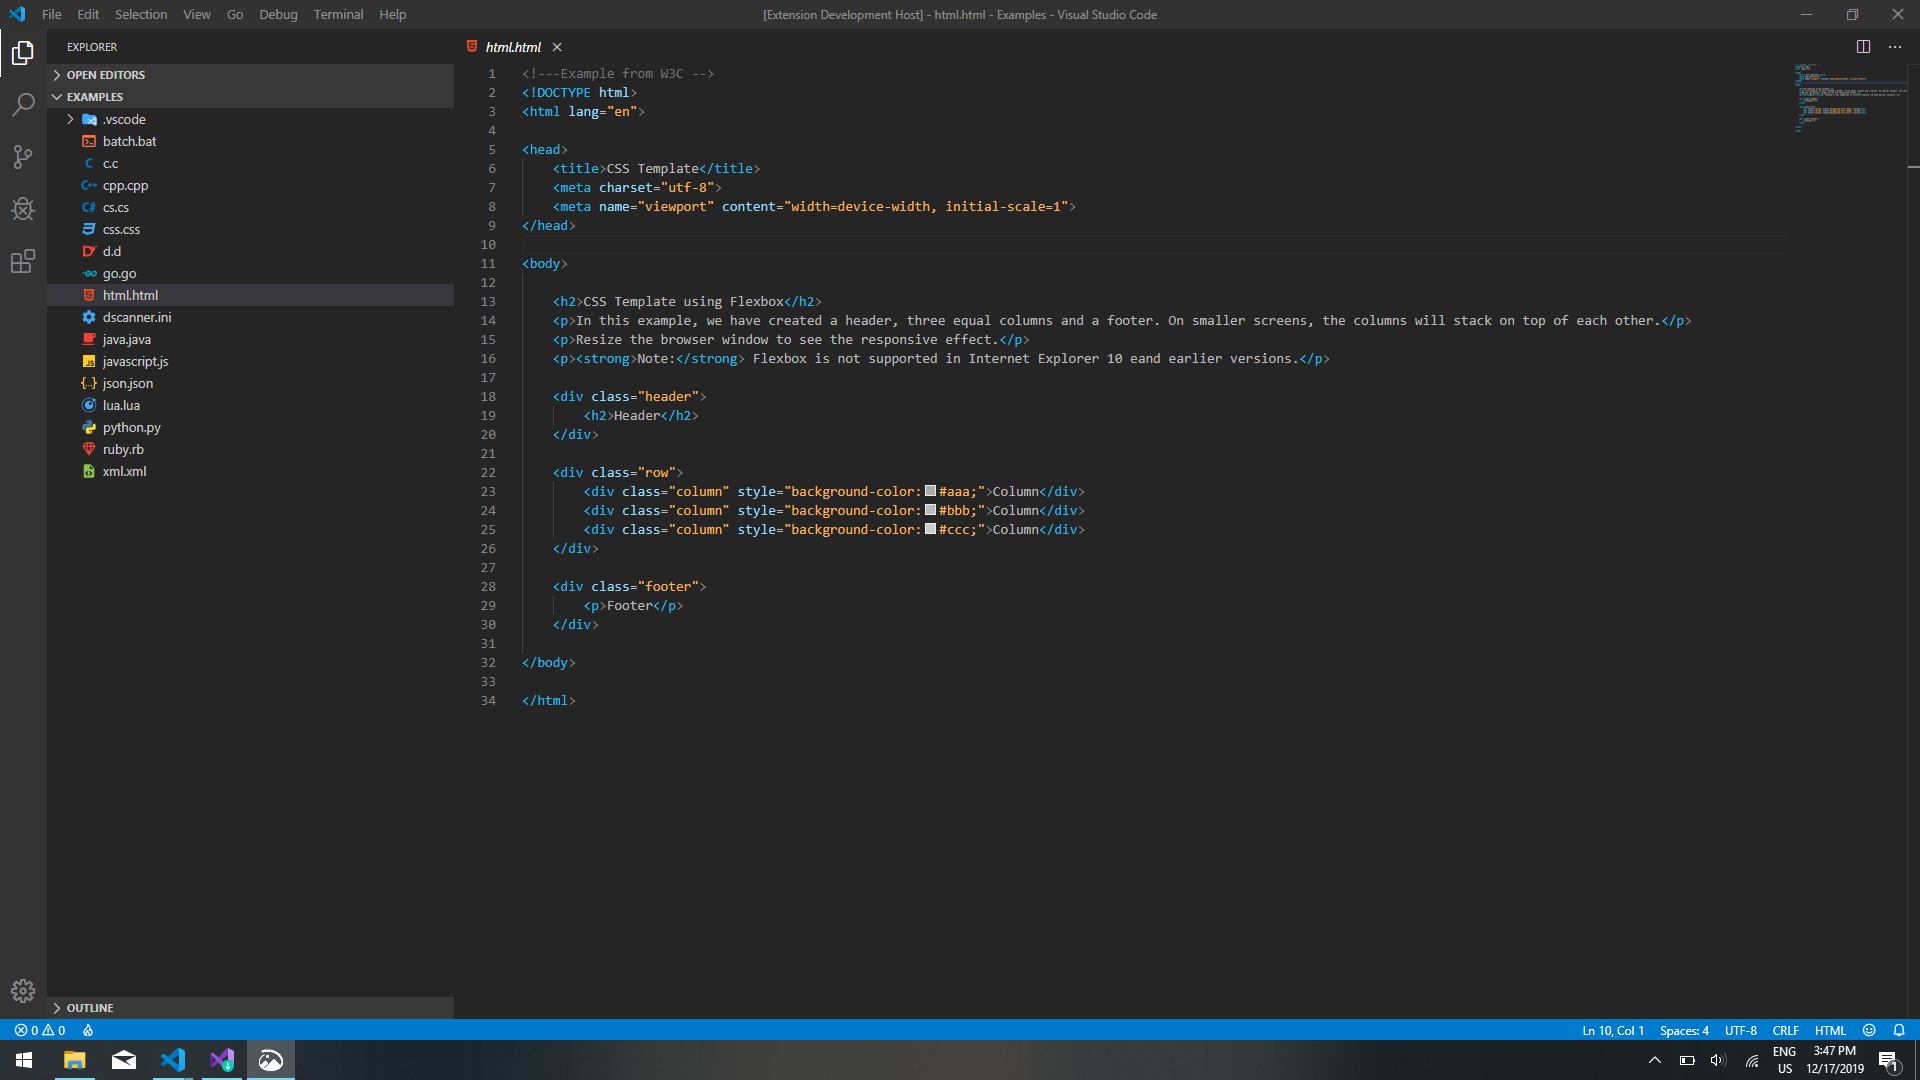 File Edit Selection View Go Debug Terminal Help
[Extension Development Host] - html.html - Examples - Visual Studio Code
EXPLORER
OPEN EDITORS
EXAMPLES
.vscode
batch.bat
c.c
cpp.cpp
cs.cs
css.css
d.d
go.go
html.html
dscanner.ini
java.java
javascript.js
json.json
lua.lua
python.py
ruby.rb
xml.xml
OUTLINE
html.html
1 <!---Example from W3C -->
2 <!DOCTYPE html>
3 <html lang="en">
4
5 <head>
6     <title>CSS Template</title>
7     <meta charset="utf-8">
8     <meta name="viewport" content="width=device-width, initial-scale=1">
9 </head>
10
11 <body>
12
13     <h2>CSS Template using Flexbox</h2>
14     <p>In this example, we have created a header, three equal columns and a footer. On smaller screens, the columns will stack on top of each other.</p>
15     <p>Resize the browser window to see the responsive effect.</p>
16     <p><strong>Note:</strong> Flexbox is not supported in Internet Explorer 10 eand earlier versions.</p>
17
18     <div class="header">
19         <h2>Header</h2>
20     </div>
21
22     <div class="row">
23         <div class="column" style="background-color:#aaa;">Column</div>
24         <div class="column" style="background-color:#bbb;">Column</div>
25         <div class="column" style="background-color:#ccc;">Column</div>
26     </div>
27
28     <div class="footer">
29         <p>Footer</p>
30     </div>
31
32 </body>
33
34 </html>
0 0
Ln 10, Col 1 Spaces: 4 UTF-8 CRLF HTML
ENG 3:47 PM
US 12/17/2019 1